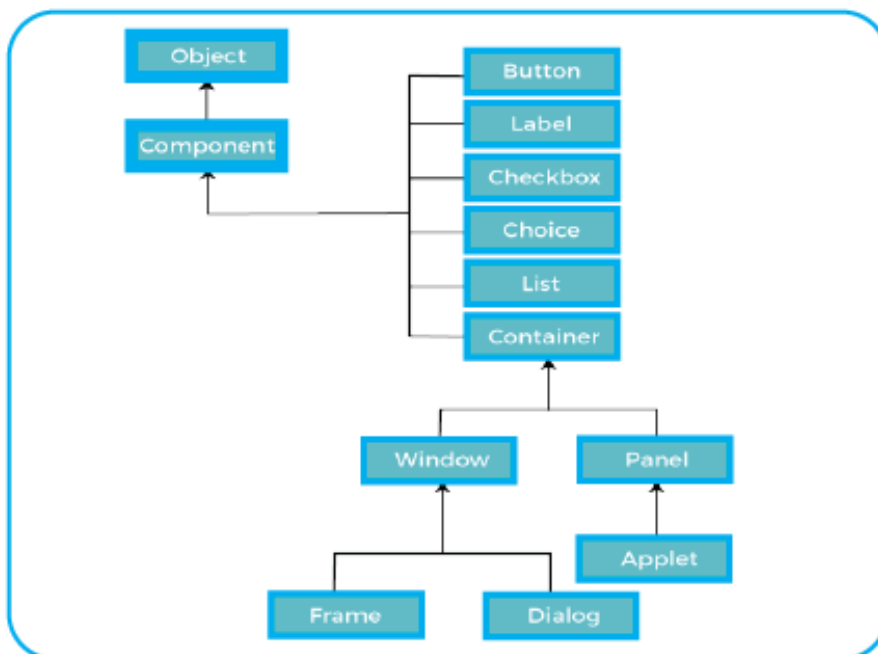 Object
Component
Button
Label
Checkbox
Choice
List
Container
Window
Panel
Applet
Frame
Dialog